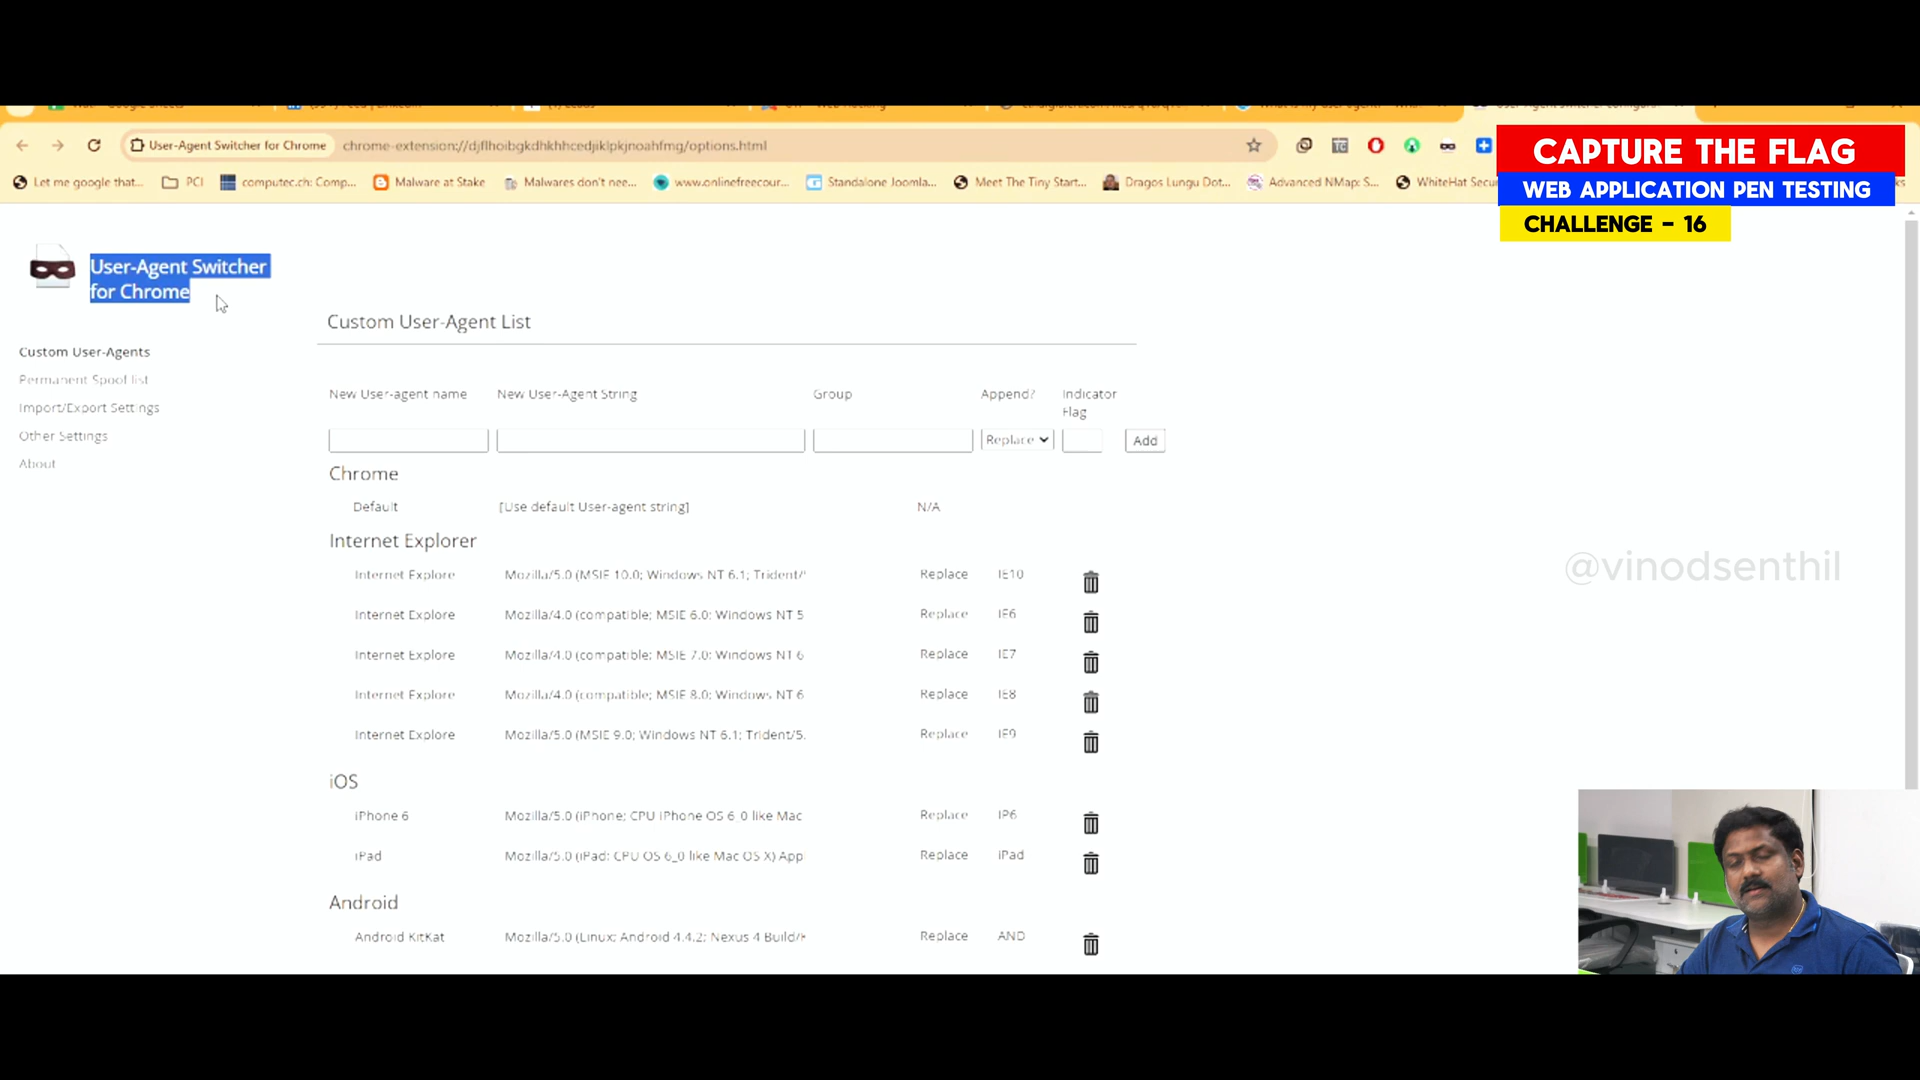 User-Agent Switcher for Chrome
chrome-extension://djflhoibgkdhkhhcedjiklpkjnoahfmg/options.html
Let me google that...
PCI
computec.ch: Comp...
Malware at Stake
Malwares don't nee...
www.onlinefreecour...
Standalone Joomla...
Meet The Tiny Start...
Dragos Lungu Dot...
Advanced NMap: S...
WhiteHat Secu
CAPTURE THE FLAG
WEB APPLICATION PEN TESTING
CHALLENGE - 16
User-Agent Switcher
for Chrome
Custom User-Agents
Permanent Spoof list
Import/Export Settings
Other Settings
About
Custom User-Agent List
New User-agent name New User-Agent String Group Append? Indicator
Flag
Replace Add
Chrome
Default [Use default User-agent string] N/A
Internet Explorer
Internet Explore Mozilla/5.0 (MSIE 10.0; Windows NT 6.1; Trident/ Replace IE10
Internet Explore Mozilla/4.0 (compatible; MSIE 6.0; Windows NT 5 Replace IE6
Internet Explore Mozilla/4.0 (compatible; MSIE 7.0; Windows NT 6 Replace IE7
Internet Explore Mozilla/4.0 (compatible; MSIE 8.0; Windows NT 6 Replace IE8
Internet Explore Mozilla/5.0 (MSIE 9.0; Windows NT 6.1; Trident/5. Replace IE9
iOS
iPhone 6 Mozilla/5.0 (iPhone; CPU iPhone OS 6_0 like Mac Replace IP6
iPad Mozilla/5.0 (iPad; CPU OS 6_0 like Mac OS X) App Replace iPad
Android
Android KitKat Mozilla/5.0 (Linux; Android 4.4.2; Nexus 4 Build/ Replace AND
@vinodsenthil